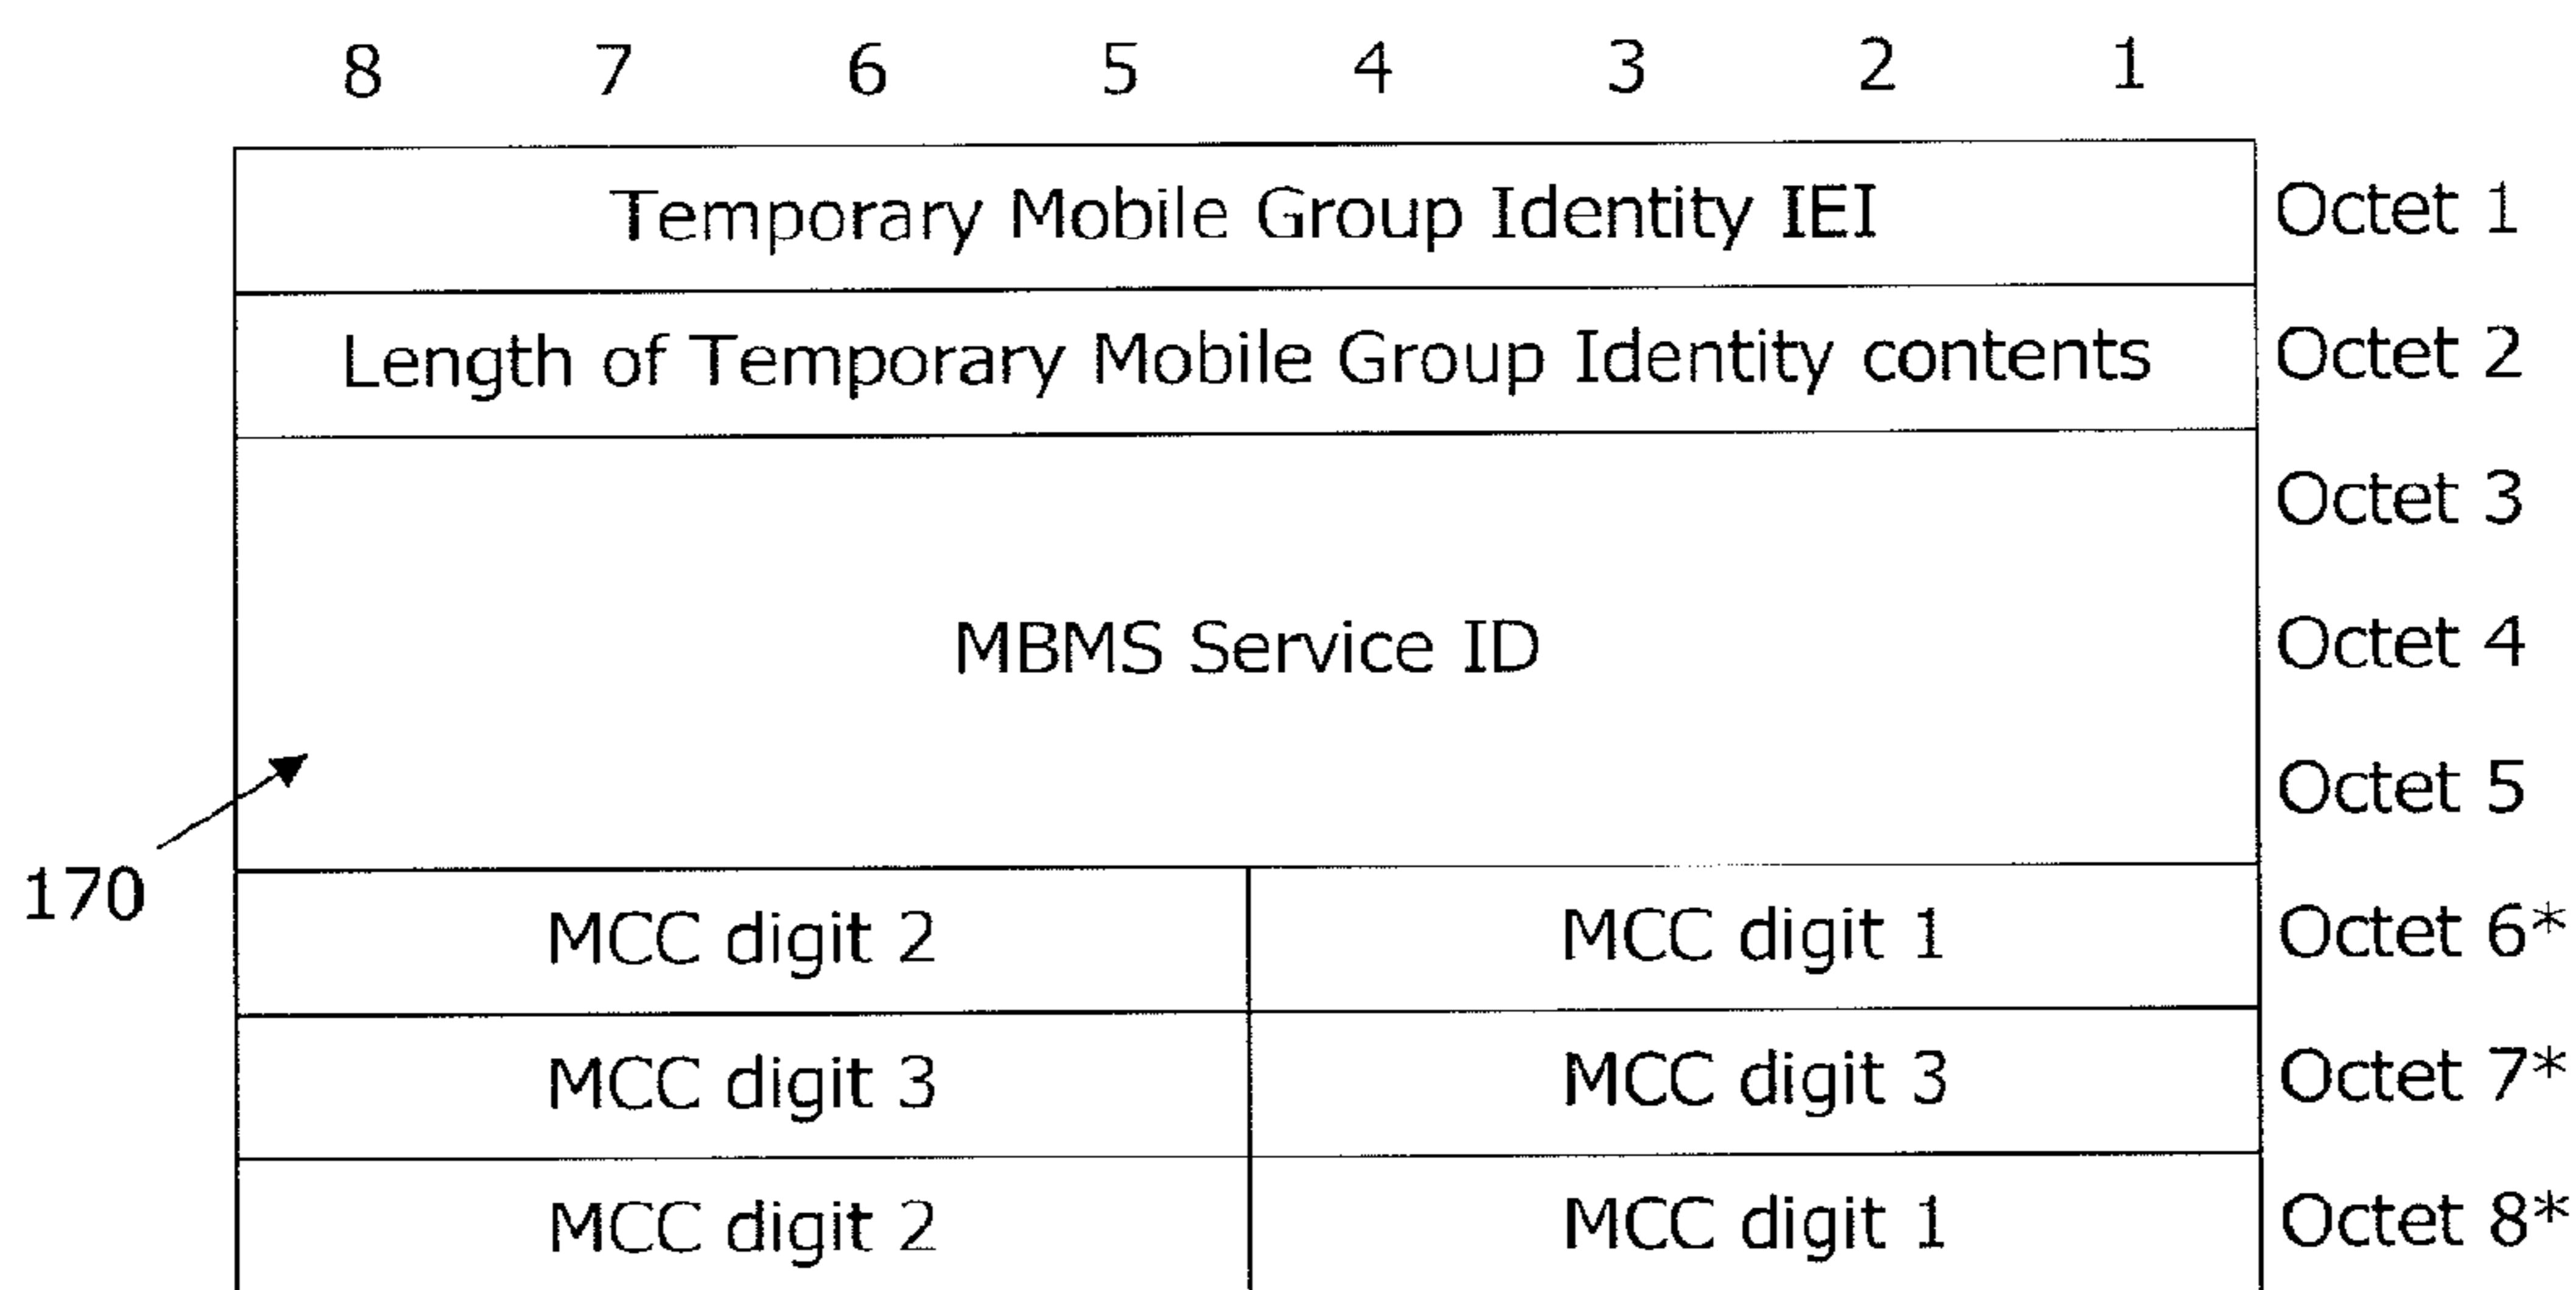 8 7 6 5 4 3 2 1
Temporary Mobile Group Identity IEI Octet 1
Length of Temporary Mobile Group Identity contents Octet 2
Octet 3
MBMS Service ID Octet 4
Octet 5
170
MCC digit 2 MCC digit 1 Octet 6*
MCC digit 3 MCC digit 3 Octet 7*
MCC digit 2 MCC digit 1 Octet 8*